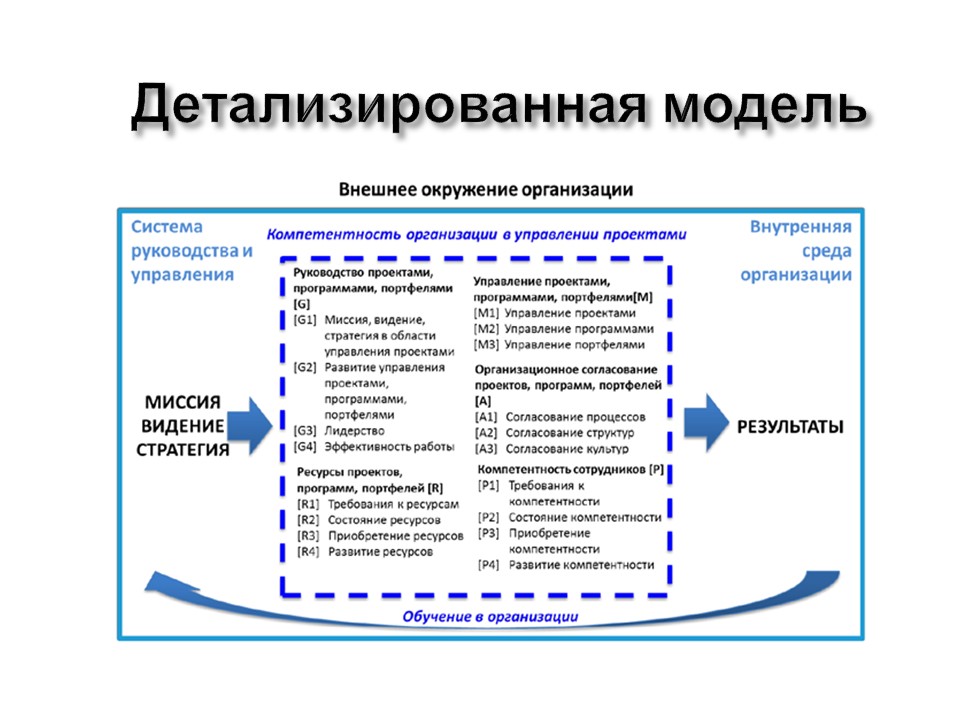 Детализированная модель
Внешнее окружение организации
Система
руководства и
управления
Компетентность организации в управлении проектами
Внутренняя
среда
организации
МИССИЯ
ВИДЕНИЕ
СТРАТЕГИЯ
Руководство проектами,
программами, портфелями
[G]
[G1] Миссия, видение,
стратегия в области
управления проектами
[G2] Развитие управления
проектами,
программами,
портфелями
[G3] Лидерство
[G4] Эффективность работы
Ресурсы проектов,
программ, портфелей [R]
[R1] Требования к ресурсам
[R2] Состояние ресурсов
[R3] Приобретение ресурсов
[R4] Развитие ресурсов
Управление проектами,
программами, портфелями[M]
[M1] Управление проектами
[M2] Управление программами
[M3] Управление портфелями
Организационное согласование
проектов, программ, портфелей
[A]
[A1] Согласование процессов
[A2] Согласование структур
[A3] Согласование культур
Компетентность сотрудников [P]
[P1] Требования к
компетентности
[P2] Состояние компетентности
[P3] Приобретение
компетентности
[P4] Развитие компетентности
РЕЗУЛЬТАТЫ
Обучение в организации